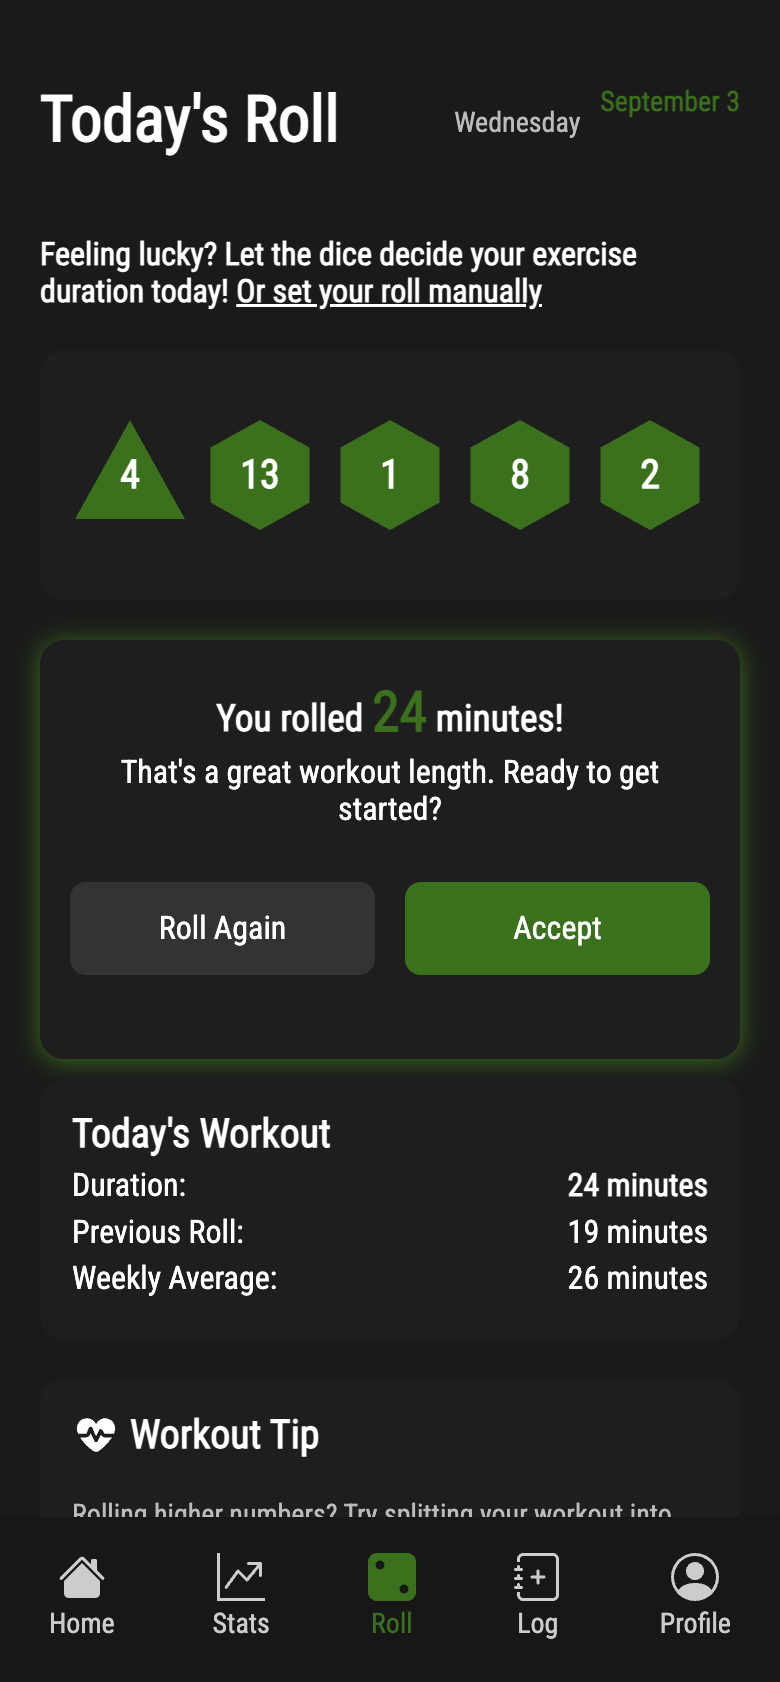 Today's Roll
Wednesday
September 3
Feeling lucky? Let the dice decide your exercise
duration today! Or set your roll manually
4
13
1
8
2
You rolled 24 minutes!
That's a great workout length. Ready to get
started?
Roll Again
Accept
Today's Workout
Duration:
24 minutes
Previous Roll:
19 minutes
Weekly Average:
26 minutes
Workout Tip
Rolling higher numbers? Try splitting your workout into
Home
Stats
Roll
Log
Profile